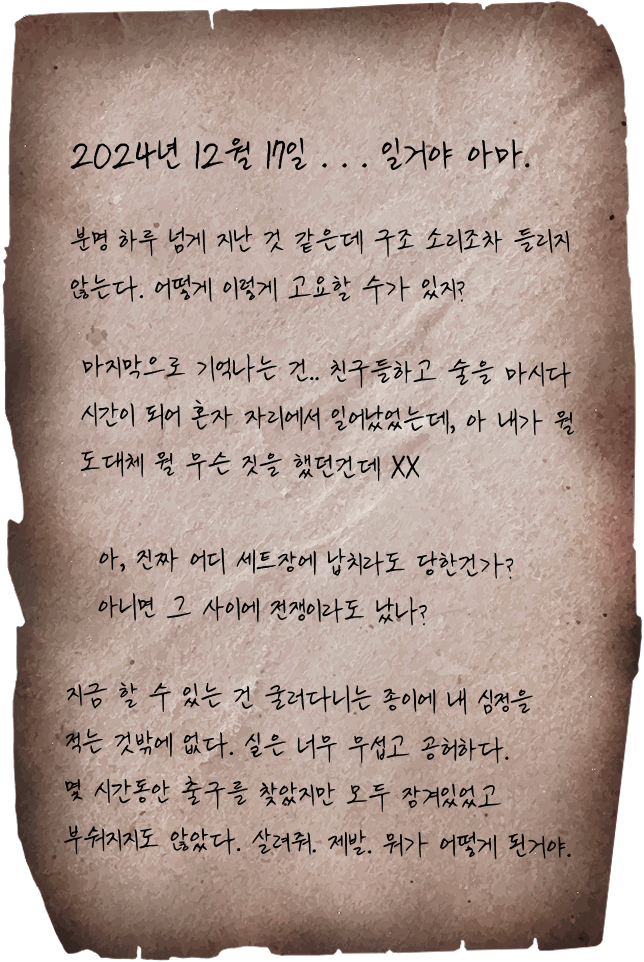 2024년 12월 17일 . . . 일거야 아마.
분명 하루 넘게 지난 것 같은데 구조 소리조차 들리지
않는다. 어떻게 이렇게 고요할 수가 있지?
마지막으로 기억나는 건.. 친구들하고 술을 마시다
시간이 되어 혼자 자리에서 일어났었는데, 아 내가 뭘
도대체 뭘 무슨 짓을 했던건데 XX
아, 진짜 어디 세트장에 납치라도 당한건가?
아니면 그 사이에 전쟁이라도 났나?
지금 할 수 있는 건 굴러다니는 종이에 내 심정을
적는 것밖에 없다. 실은 너무 무섭고 공허하다.
몇 시간동안 출구를 찾았지만 모두 잠겨있었고
부숴지지도 않았다. 살려줘. 제발. 뭐가 어떻게 된거야.